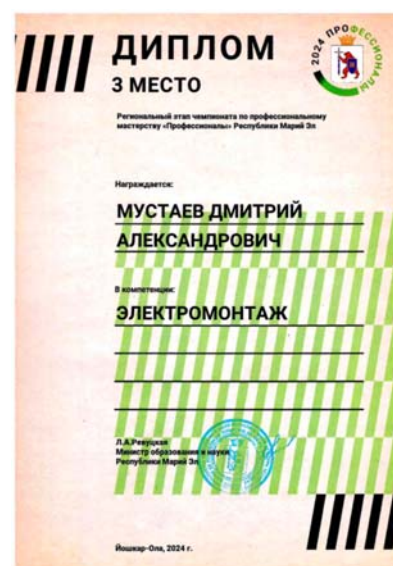 ДИПЛОМ
3 МЕСТО
2024 ПРОФЕССИОНАЛЫ
Региональный этап чемпионата по профессиональному
мастерству «Профессионалы» Республики Марий Эл
Награждается:
МУСТАЕВ ДМИТРИЙ
АЛЕКСАНДРОВИЧ
В компетенции:
ЭЛЕКТРОМОНТАЖ
Л.А.Ревуцкая
Министр образования и науки
Республики Марий Эл
Йошкар-Ола, 2024 г.